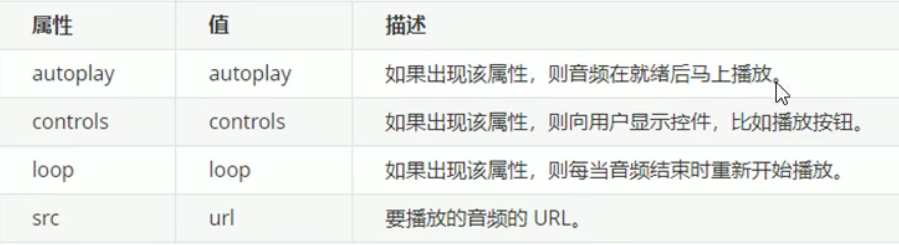 属性 值 描述
autoplay autoplay 如果出现该属性，则音频在就绪后马上播放。
controls controls 如果出现该属性，则向用户显示控件，比如播放按钮。
loop loop 如果出现该属性，则每当音频结束时重新开始播放。
src url 要播放的音频的 URL。